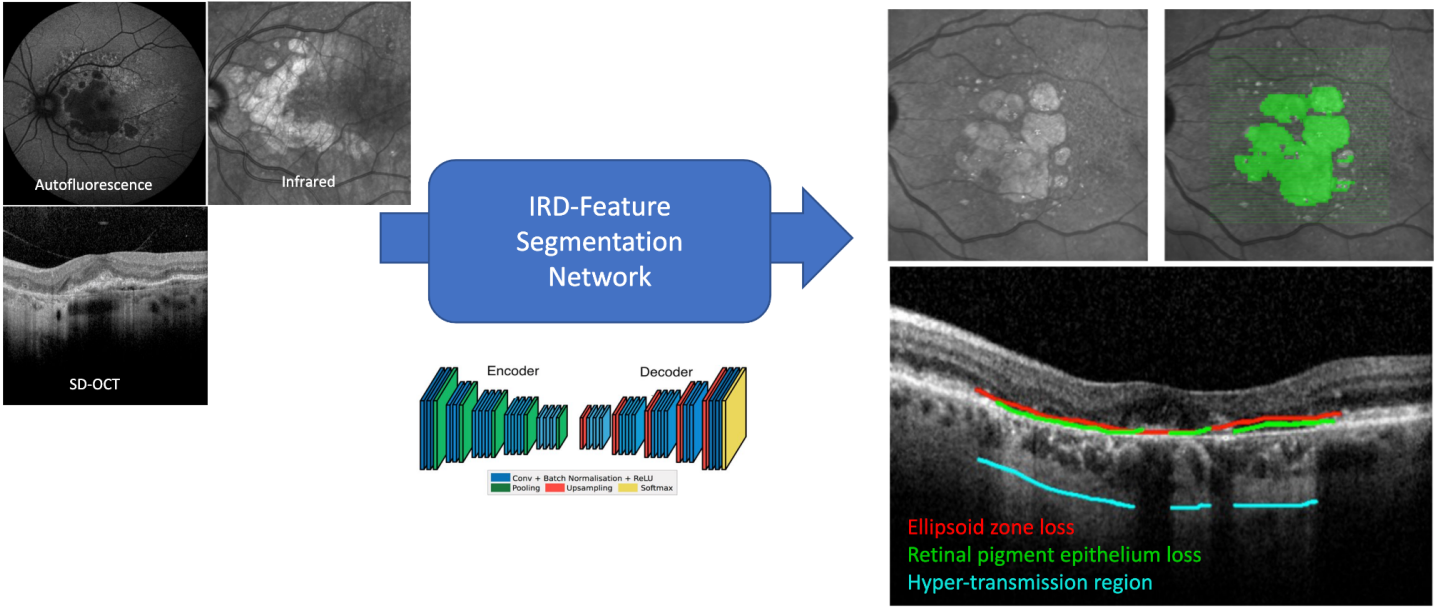 Autofluorescence
Infrared
SD-OCT
IRD-Feature
Segmentation
Network
Encoder
Decoder
Conv + Batch Normalisation + ReLU
Pooling
Upsampling
Softmax
Ellipsoid zone loss
Retinal pigment epithelium loss
Hyper-transmission region